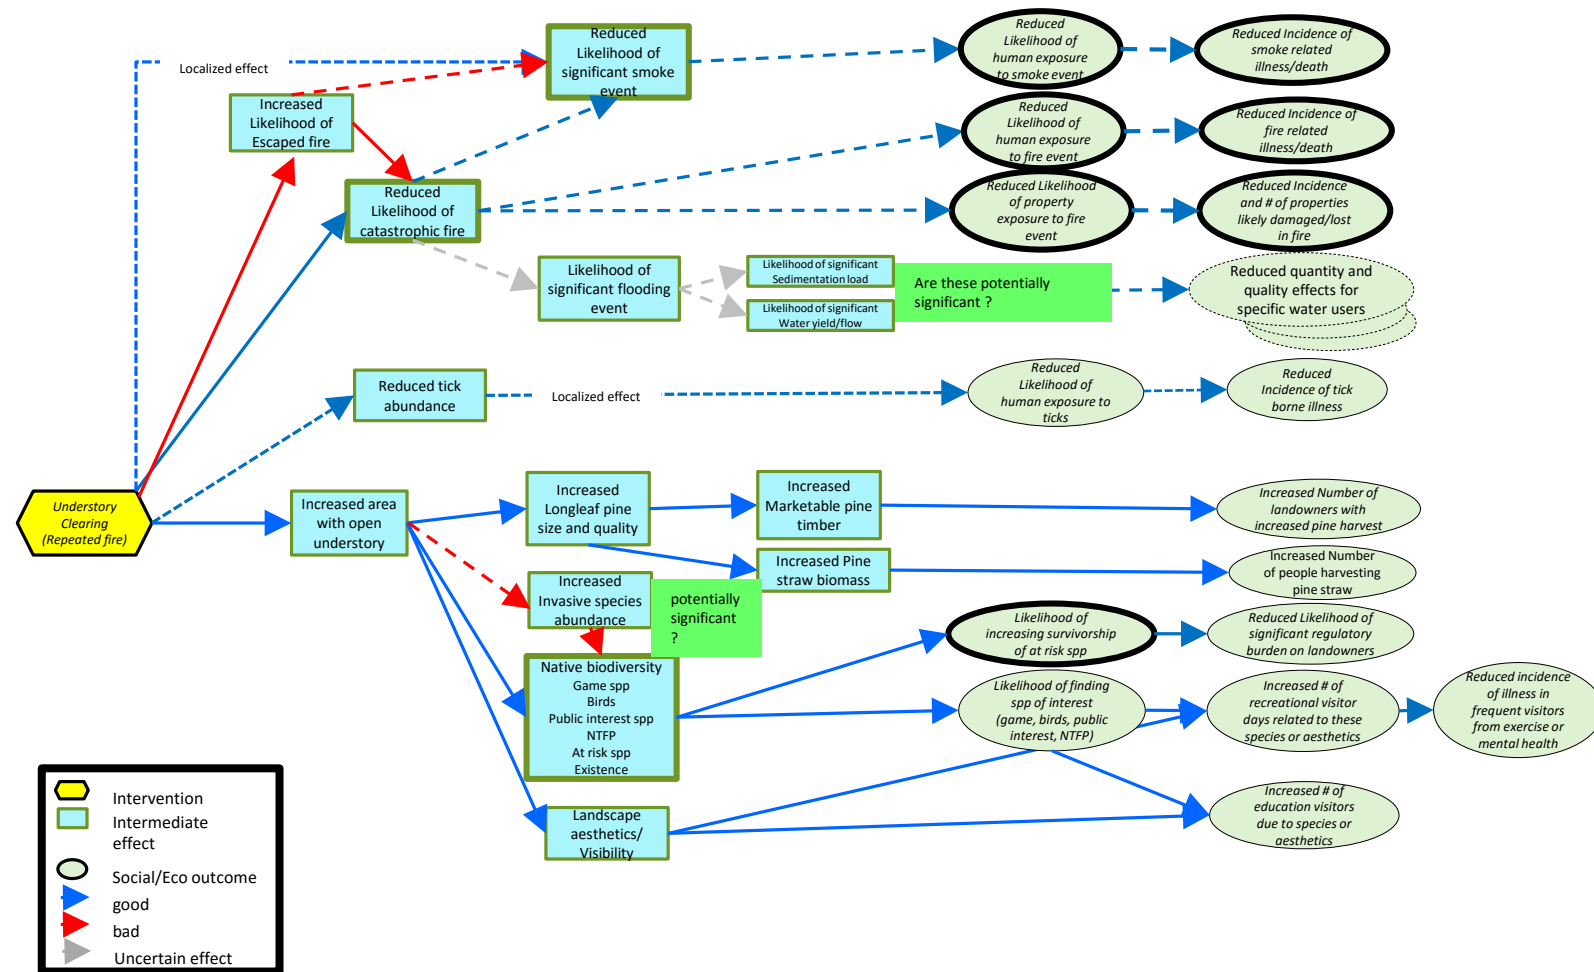 Localized effect
Reduced
Likelihood of
significant smoke
event
Reduced
Likelihood of
human exposure
to smoke event
Reduced Incidence of
smoke related
illness/death
Increased
Likelihood of
Escaped fire
Reduced
Likelihood of
human exposure
to fire event
Reduced Incidence of
fire related
illness/death
Reduced
Likelihood of
catastrophic fire
Reduced Likelihood
of property
exposure to fire
event
Reduced Incidence
and # of properties
likely damaged/lost
in fire
Likelihood of
significant flooding
event
Likelihood of significant
Sedimentation load
Likelihood of significant
Water yield/flow
Are these potentially
significant ?
Reduced quantity and
quality effects for
specific water users
Reduced tick
abundance
Localized effect
Reduced
Likelihood of
human exposure to
ticks
Reduced
Incidence of tick
borne illness
Understory
Clearing
(Repeated fire)
Increased area
with open
understory
Increased
Longleaf pine
size and quality
Increased
Marketable pine
timber
Increased Number of
landowners with
increased pine harvest
Increased Pine
straw biomass
Increased Number
of people harvesting
pine straw
Increased
Invasive species
abundance
potentially
significant
?
Likelihood of
increasing survivorship
of at risk spp
Reduced Likelihood of
significant regulatory
burden on landowners
Native biodiversity
Game spp
Birds
Public interest spp
NTFP
At risk spp
Existence
Likelihood of finding
spp of interest
(game, birds, public
interest, NTFP)
Increased # of
recreational visitor
days related to these
species or aesthetics
Reduced incidence
of illness in
frequent visitors
from exercise or
mental health
Landscape
aesthetics/
Visibility
Increased # of
education visitors
due to species or
aesthetics
Intervention
Intermediate
effect
Social/Eco outcome
good
bad
Uncertain effect